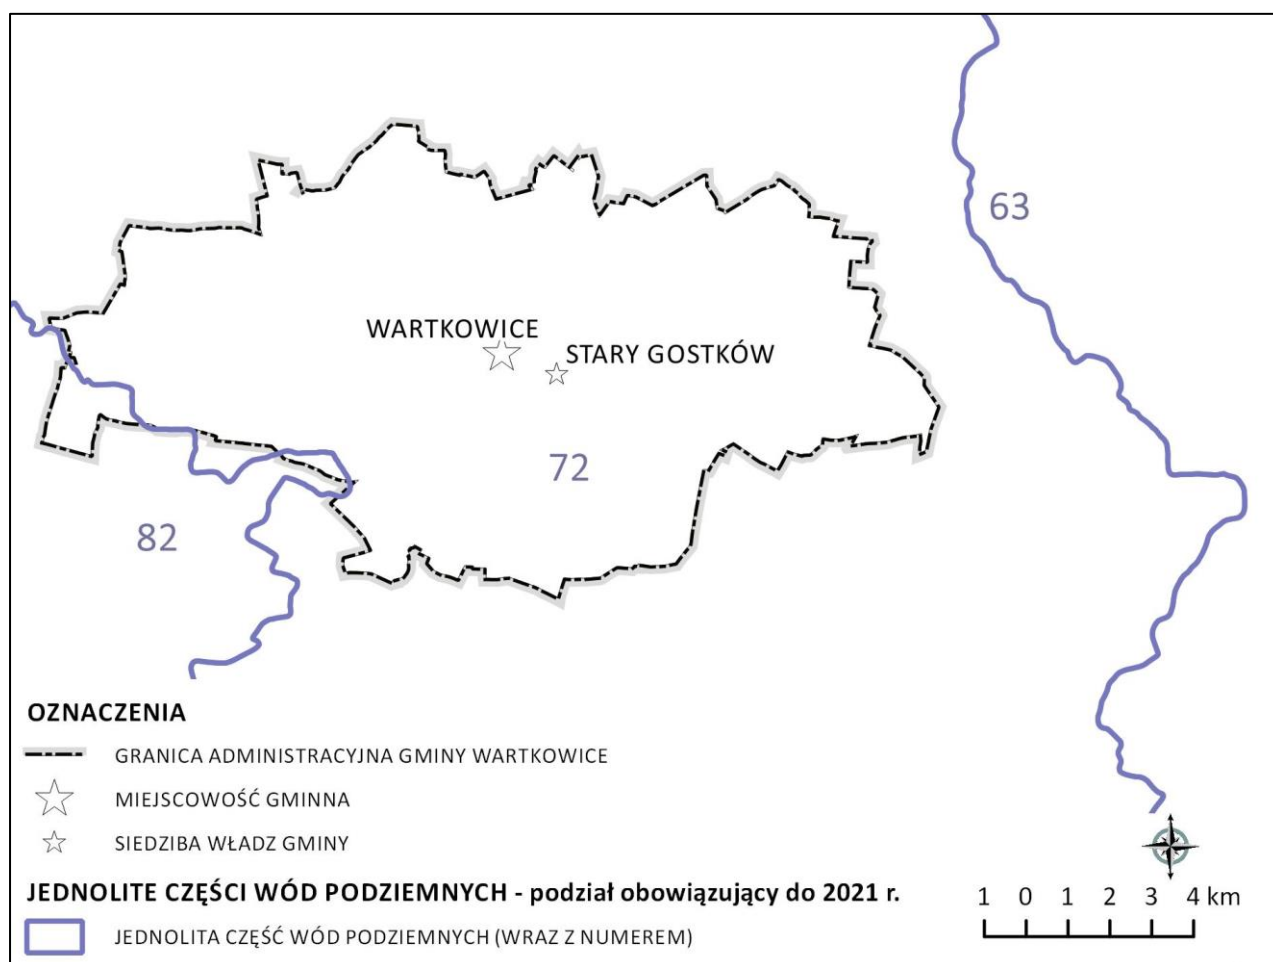 63
WARTKOWICE
STARY GOSTKÓW
72
82
OZNACZENIA
GRANICA ADMINISTRACYJNA GMINY WARTKOWICE
MIEJSCOWOŚĆ GMINNA
SIEDZIBA WŁADZ GMINY
JEDNOLITE CZĘŚCI WÓD PODZIEMNYCH - podział obowiązujący do 2021 r.
1 0 1 2 3 4 km
JEDNOLITA CZĘŚĆ WÓD PODZIEMNYCH (WRAZ Z NUMEREM)